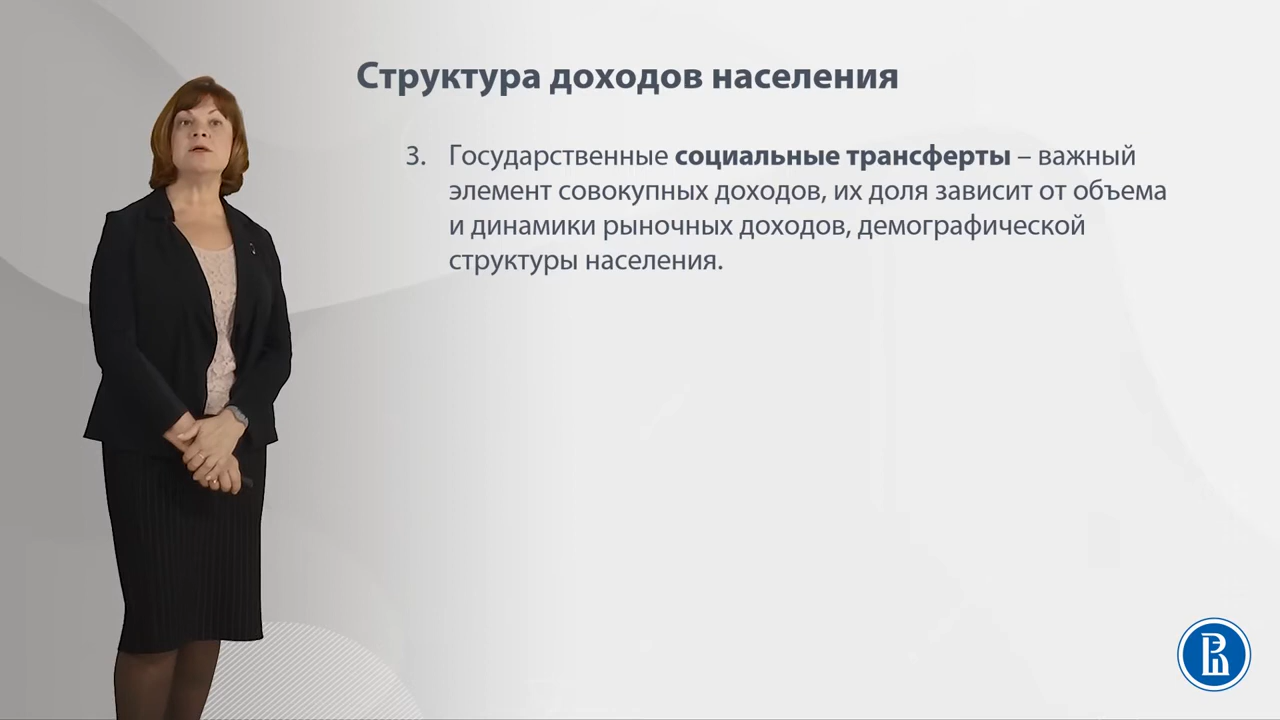 Структура доходов населения
3. Государственные социальные трансферты – важный
элемент совокупных доходов, их доля зависит от объема
и динамики рыночных доходов, демографической
структуры населения.